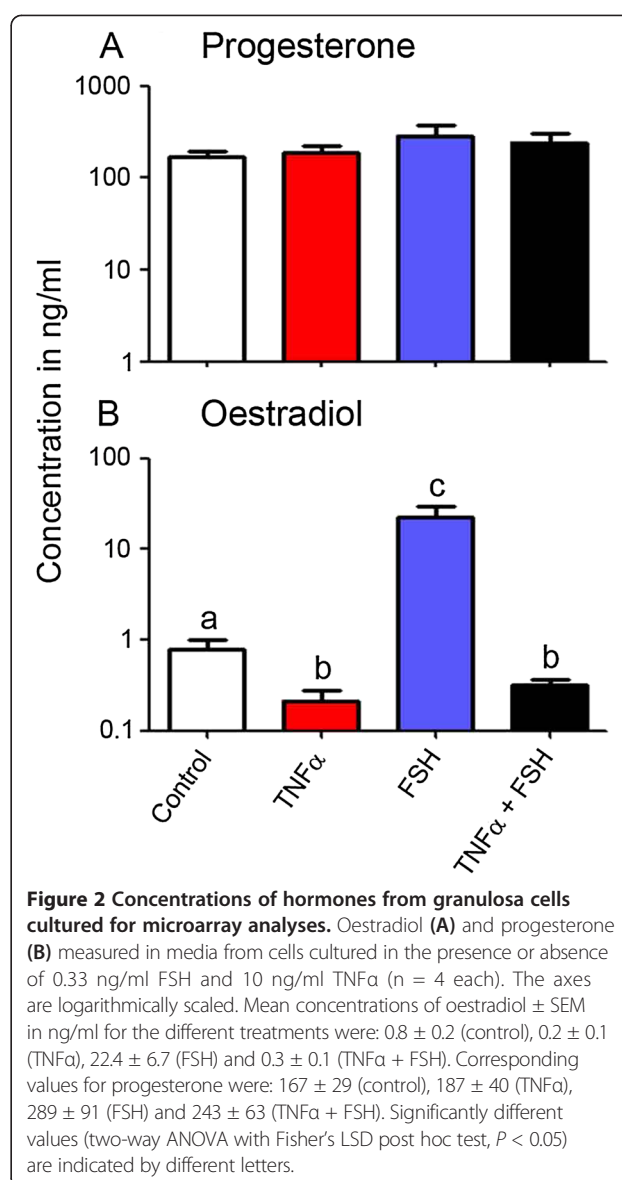 A Progesterone
1000
100
10
1
Concentration in ng/ml
B Oestradiol
100
10
1
0.1
a
b
c
b
Control
TNFα
FSH
TNFα + FSH
Figure 2 Concentrations of hormones from granulosa cells
cultured for microarray analyses. Oestradiol (A) and progesterone
(B) measured in media from cells cultured in the presence or absence
of 0.33 ng/ml FSH and 10 ng/ml TNFα (n = 4 each). The axes
are logarithmically scaled. Mean concentrations of oestradiol ± SEM
in ng/ml for the different treatments were: 0.8 ± 0.2 (control), 0.2 ± 0.1
(TNFα), 22.4 ± 6.7 (FSH) and 0.3 ± 0.1 (TNFα + FSH). Corresponding
values for progesterone were: 167 ± 29 (control), 187 ± 40 (TNFα),
289 ± 91 (FSH) and 243 ± 63 (TNFα + FSH). Significantly different
values (two-way ANOVA with Fisher's LSD post hoc test, P < 0.05)
are indicated by different letters.